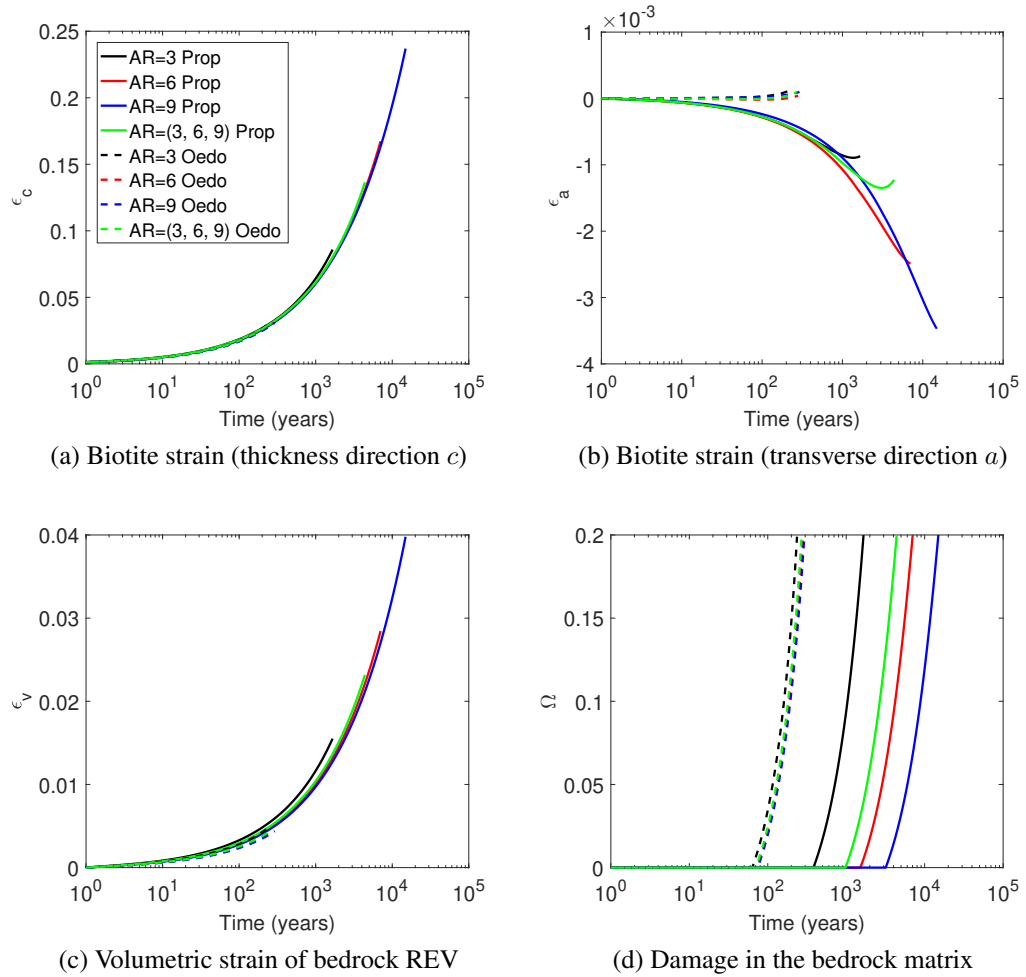 0.25
0.2
0.15
0.1
0.05
0
ϵ_c
AR=3 Prop
AR=6 Prop
AR=9 Prop
AR=(3, 6, 9) Prop
AR=3 Oedo
AR=6 Oedo
AR=9 Oedo
AR=(3, 6, 9) Oedo
10^0 10^1 10^2 10^3 10^4 10^5
Time (years)
(a) Biotite strain (thickness direction c)
×10^-3
1
0
-1
-2
-3
-4
ϵ_a
10^0 10^1 10^2 10^3 10^4 10^5
Time (years)
(b) Biotite strain (transverse direction a)
0.04
0.03
0.02
0.01
0
ϵ_v
10^0 10^1 10^2 10^3 10^4 10^5
Time (years)
(c) Volumetric strain of bedrock REV
0.2
0.15
0.1
0.05
0
Ω
10^0 10^1 10^2 10^3 10^4 10^5
Time (years)
(d) Damage in the bedrock matrix